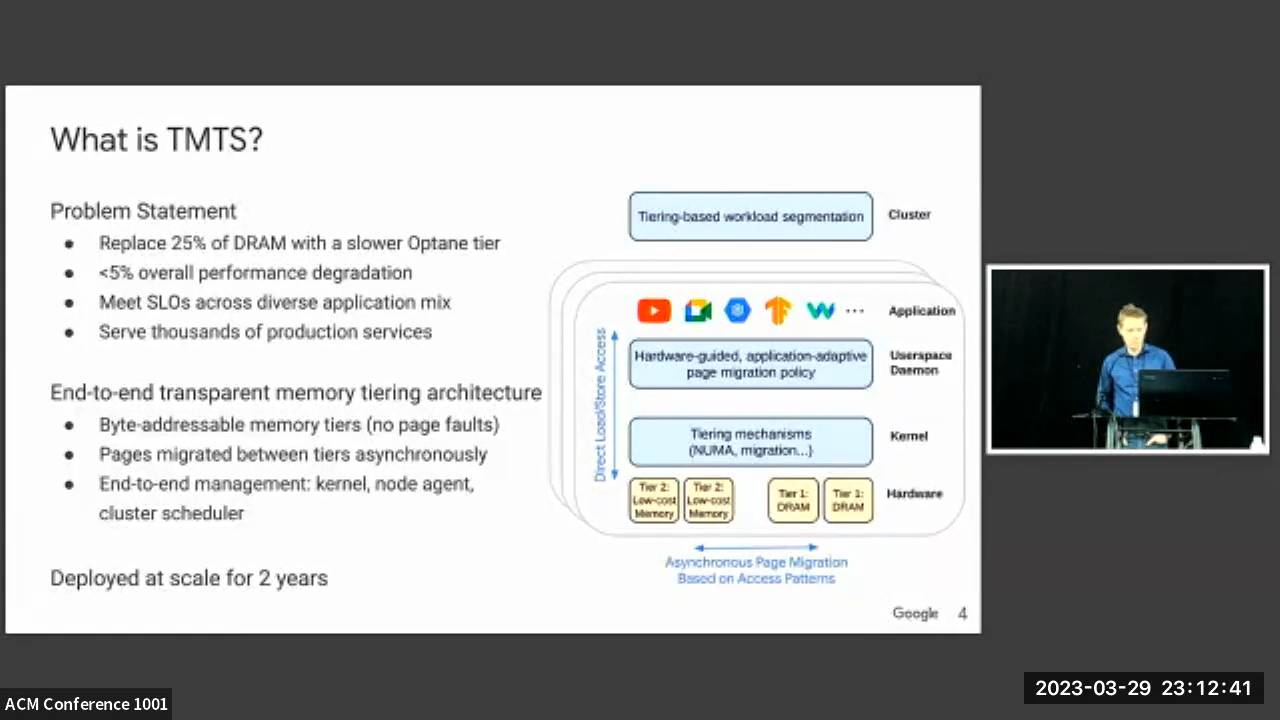 What is TMTS?
Problem Statement
● Replace 25% of DRAM with a slower Optane tier
● <5% overall performance degradation
● Meet SLOs across diverse application mix
● Serve thousands of production services
End-to-end transparent memory tiering architecture
● Byte-addressable memory tiers (no page faults)
● Pages migrated between tiers asynchronously
● End-to-end management: kernel, node agent,
cluster scheduler
Deployed at scale for 2 years
Tiering-based workload segmentation
Cluster
...
Application
Direct Load/Store Access
Hardware-guided, application-adaptive
page migration policy
Userspace
Daemon
Tiering mechanisms
(NUMA, migration...)
Kernel
Tier 2:
Low-cost
Memory
Tier 2:
Low-cost
Memory
Tier 1:
DRAM
Tier 1:
DRAM
Hardware
Asynchronous Page Migration
Based on Access Patterns
Google 4
2023-03-29 23:12:41
ACM Conference 1001